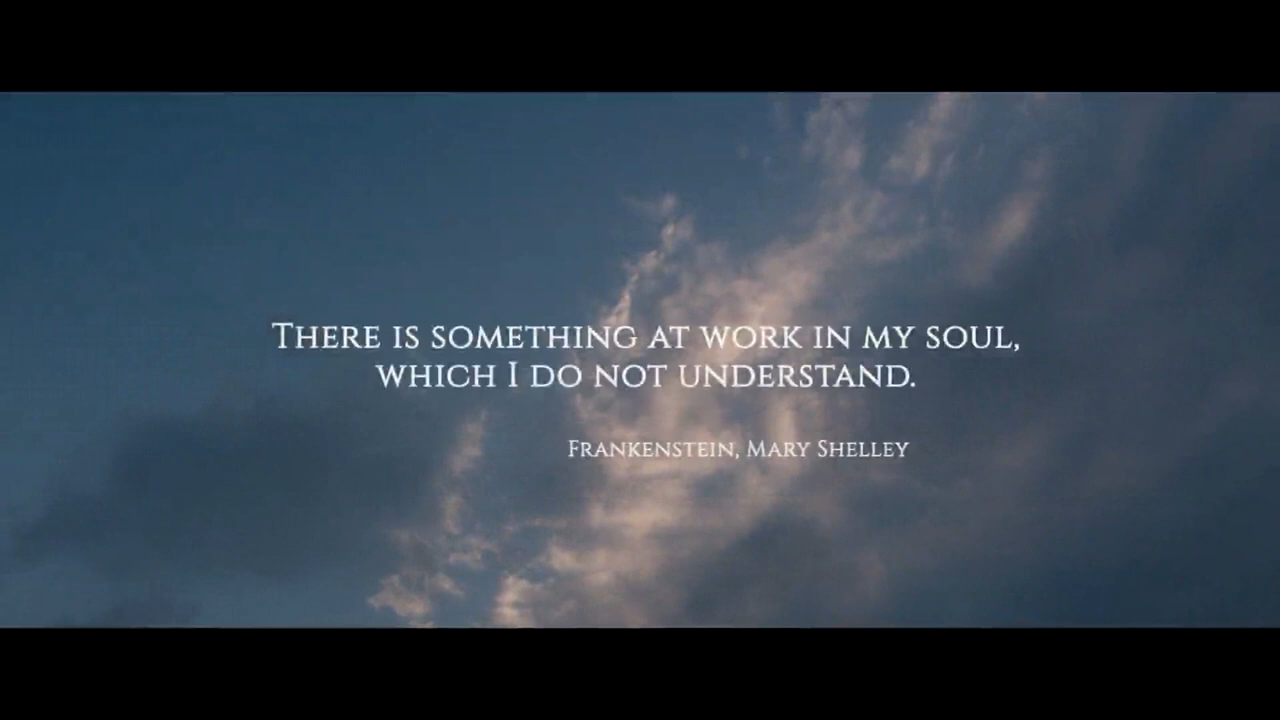 There is something at work in my soul,
which I do not understand.
Frankenstein, Mary Shelley